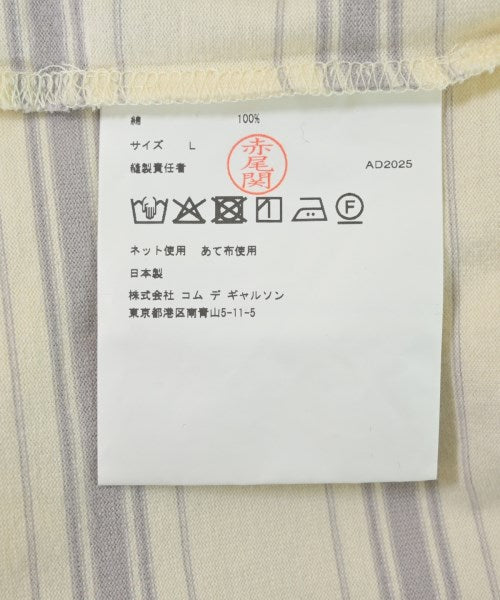 綿 100%
サイズ L
縫製責任者 赤尾関 AD2025
F
ネット使用 あて布使用
日本製
株式会社 コム デ ギャルソン
東京都港区南青山5-11-5